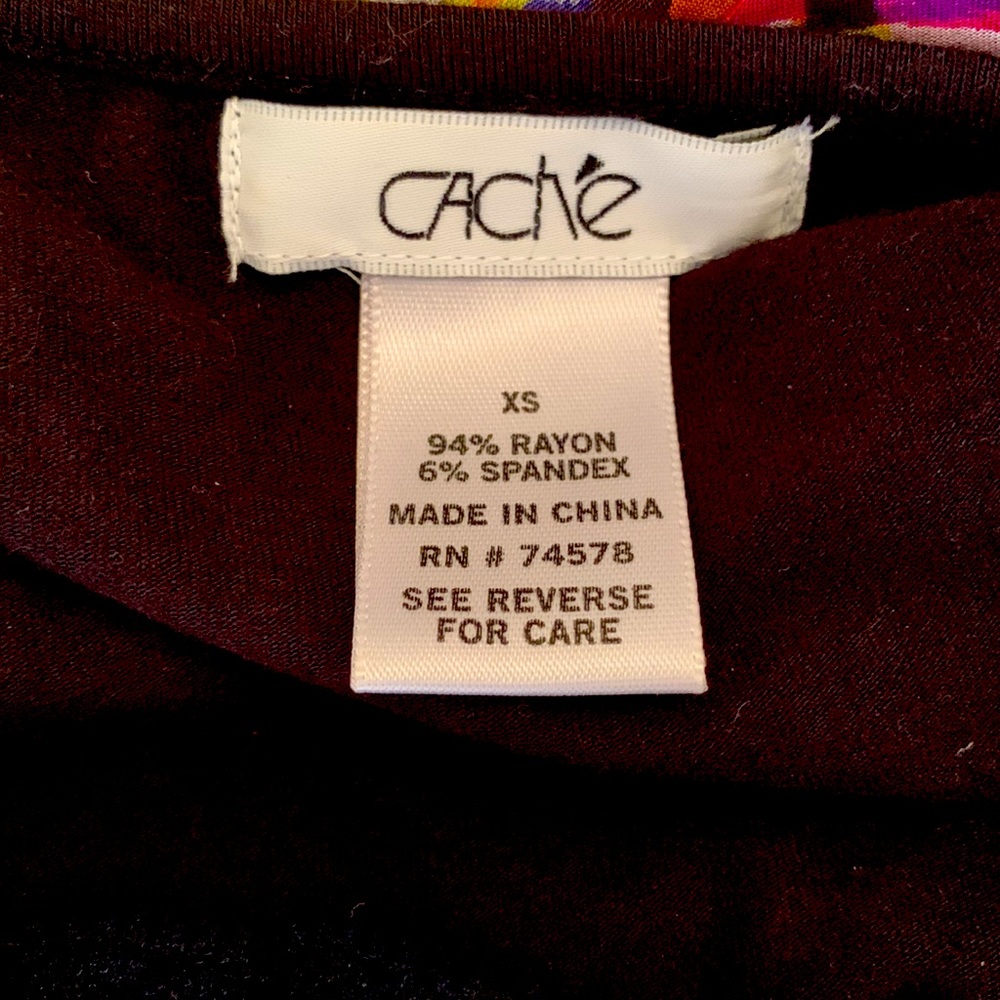 CAChé
XS
94% RAYON
6% SPANDEX
MADE IN CHINA
RN # 74578
SEE REVERSE
FOR CARE